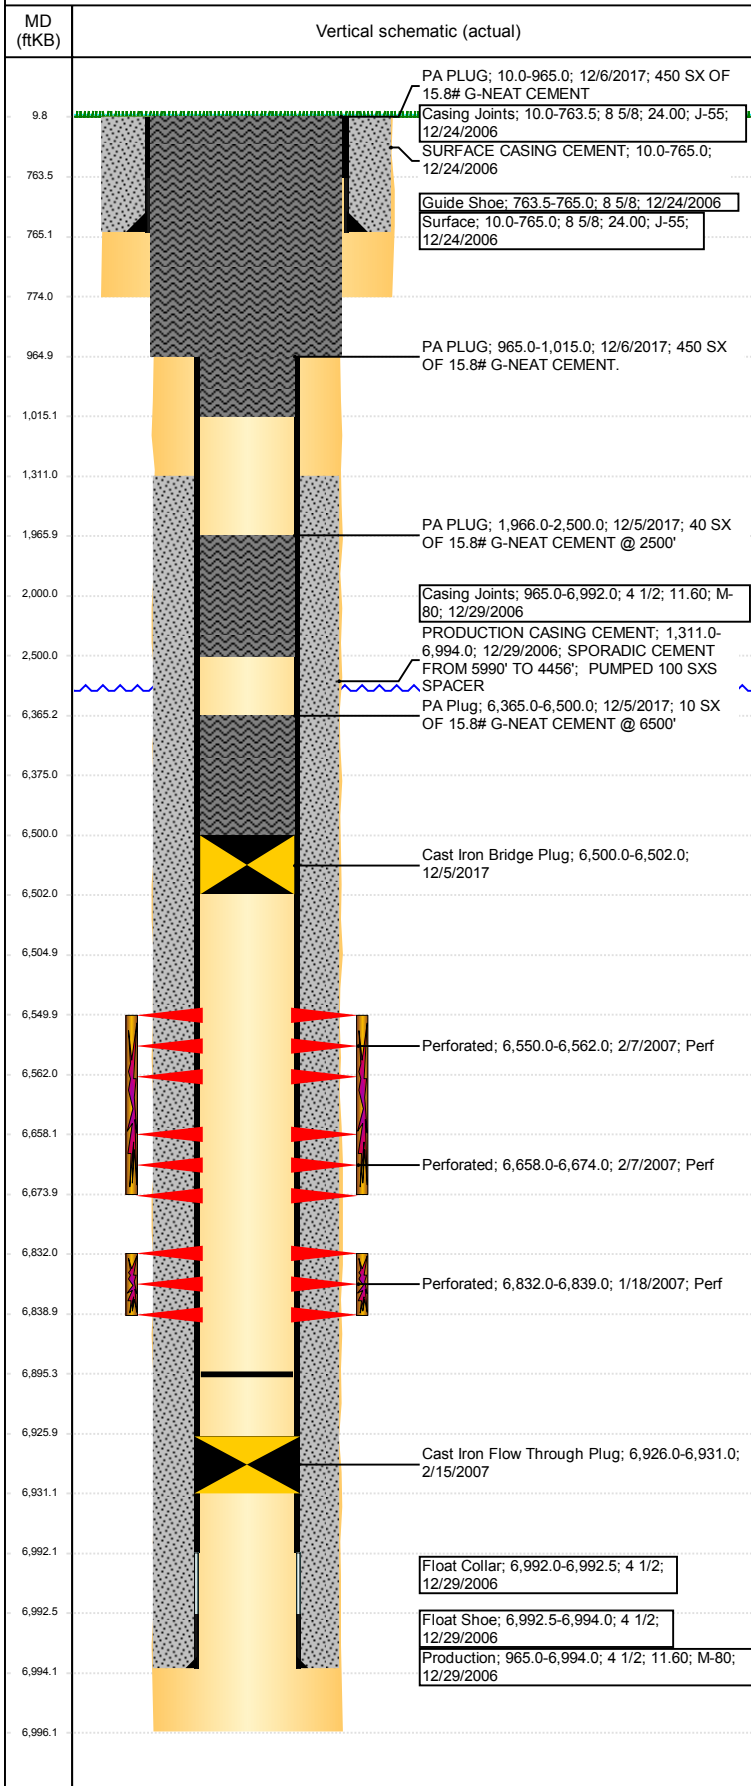 MD
(ftKB)
Vertical schematic (actual)
PA PLUG; 10.0-965.0; 12/6/2017; 450 SX OF
15.8# G-NEAT CEMENT
9.8
Casing Joints; 10.0-763.5; 8 5/8; 24.00; J-55;
12/24/2006
SURFACE CASING CEMENT; 10.0-765.0;
12/24/2006
763.5
Guide Shoe; 763.5-765.0; 8 5/8; 12/24/2006
Surface; 10.0-765.0; 8 5/8; 24.00; J-55;
12/24/2006
765.1
774.0
PA PLUG; 965.0-1,015.0; 12/6/2017; 450 SX
OF 15.8# G-NEAT CEMENT.
964.9
1,015.1
1,311.0
PA PLUG; 1,966.0-2,500.0; 12/5/2017; 40 SX
OF 15.8# G-NEAT CEMENT @ 2500'
1,965.9
2,000.0
Casing Joints; 965.0-6,992.0; 4 1/2; 11.60; M-
80; 12/29/2006
PRODUCTION CASING CEMENT; 1,311.0-
6,994.0; 12/29/2006; SPORADIC CEMENT
FROM 5990' TO 4456';  PUMPED 100 SXS
SPACER
2,500.0
PA Plug; 6,365.0-6,500.0; 12/5/2017; 10 SX
OF 15.8# G-NEAT CEMENT @ 6500'
6,365.2
6,375.0
6,500.0
Cast Iron Bridge Plug; 6,500.0-6,502.0;
12/5/2017
6,502.0
6,504.9
6,549.9
Perforated; 6,550.0-6,562.0; 2/7/2007; Perf
6,562.0
6,658.1
Perforated; 6,658.0-6,674.0; 2/7/2007; Perf
6,673.9
6,832.0
Perforated; 6,832.0-6,839.0; 1/18/2007; Perf
6,838.9
6,895.3
6,925.9
Cast Iron Flow Through Plug; 6,926.0-6,931.0;
2/15/2007
6,931.1
6,992.1
Float Collar; 6,992.0-6,992.5; 4 1/2;
12/29/2006
6,992.5
Float Shoe; 6,992.5-6,994.0; 4 1/2;
12/29/2006
Production; 965.0-6,994.0; 4 1/2; 11.60; M-80;
12/29/2006
6,994.1
6,996.1